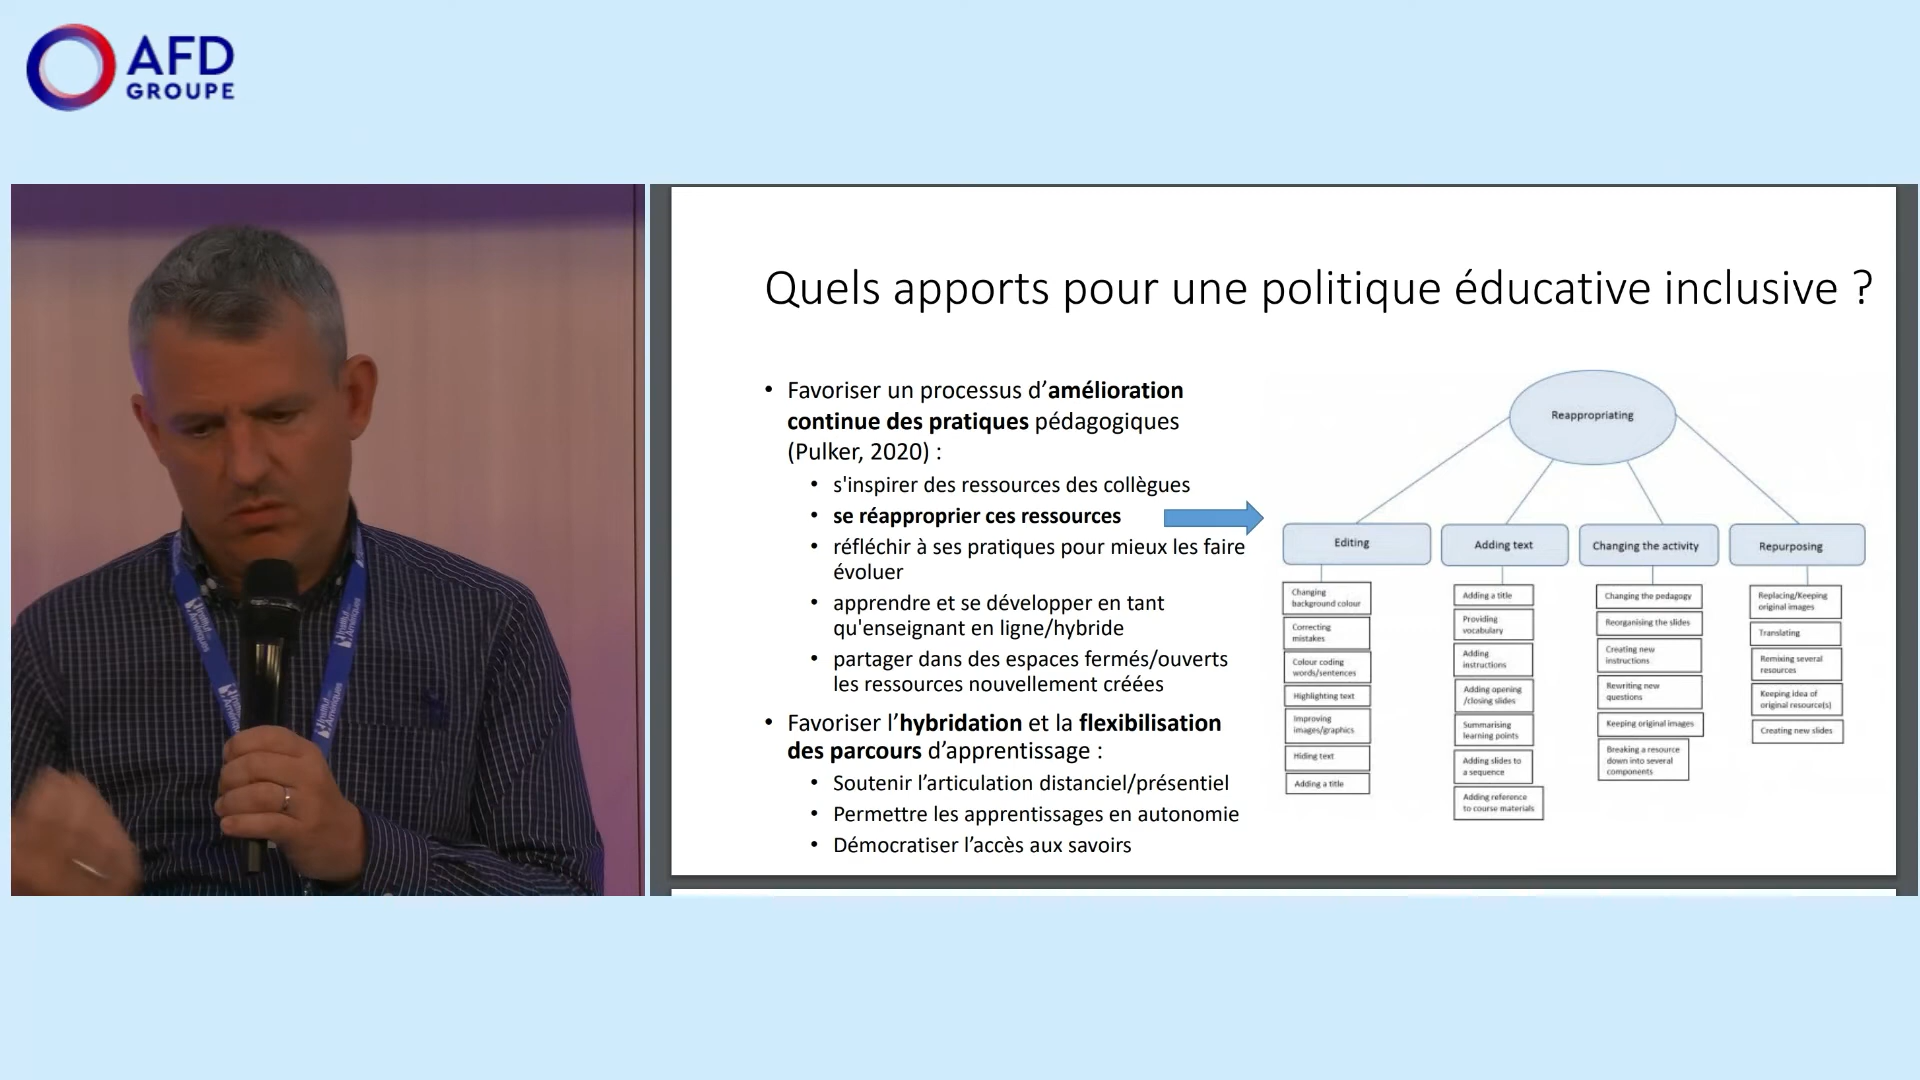 AFD
GROUPE
Institut des
Amériques
Institut des
Amériques
Quels apports pour une politique éducative inclusive ?
• Favoriser un processus d'amélioration
continue des pratiques pédagogiques
(Pulker, 2020) :
• s'inspirer des ressources des collègues
• se réapproprier ces ressources
• réfléchir à ses pratiques pour mieux les faire
évoluer
• apprendre et se développer en tant
qu'enseignant en ligne/hybride
• partager dans des espaces fermés/ouverts
les ressources nouvellement créées
• Favoriser l'hybridation et la flexibilisation
des parcours d'apprentissage :
• Soutenir l'articulation distanciel/présentiel
• Permettre les apprentissages en autonomie
• Démocratiser l'accès aux savoirs
Reappropriating
Editing
Changing
background colour
Correcting
mistakes
Colour coding
words/sentences
Highlighting text
Improving
images/graphics
Hiding text
Adding a title
Adding text
Adding a title
Providing
vocabulary
Adding
instructions
Adding opening
/closing slides
Summarising
learning points
Adding slides to
a sequence
Adding reference
to course materials
Changing the activity
Changing the pedagogy
Reorganising the slides
Creating new
instructions
Rewriting new
questions
Keeping original images
Breaking a resource
down into several
components
Repurposing
Replacing/Keeping
original images
Translating
Remixing several
resources
Keeping idea of
original resource(s)
Creating new slides